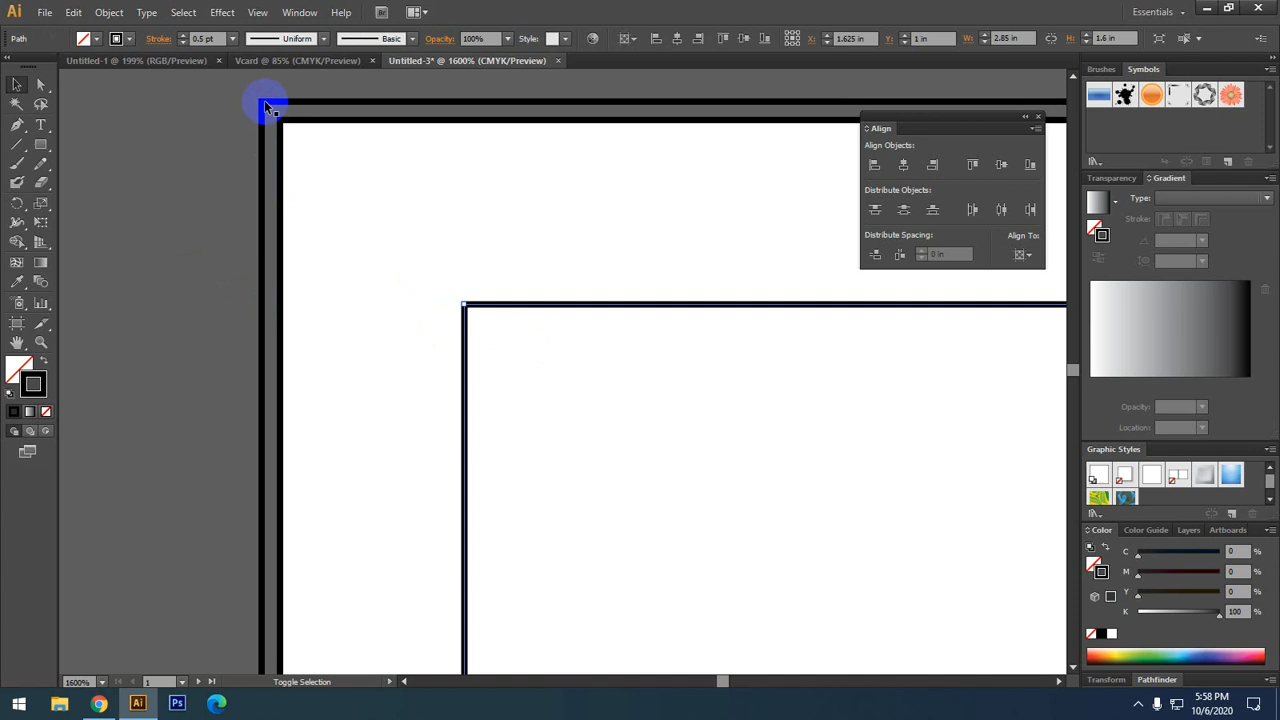 Ai File Edit Object Type Select Effect View Window Help Br Essentials
Path Stroke: 0.5 pt Uniform Basic Opacity: 100% Style: X: 1.625 in Y: 1 in W: 2.85 in H: 1.6 in
Untitled-1 @ 199% (RGB/Preview) × Vcard @ 85% (CMYK/Preview) × Untitled-3* @ 1600% (CMYK/Preview) ×
Brushes Symbols
Align
Align Objects:
Distribute Objects:
Distribute Spacing: Align To:
0 in
Transparency Gradient
Type:
Stroke:
Opacity:
Location:
Graphic Styles
Color Color Guide Layers Artboards
C 0 %
M 0 %
Y 0 %
K 100 %
Transform Pathfinder
1600% 1 Toggle Selection
Ai Ps
5:58 PM
10/6/2020